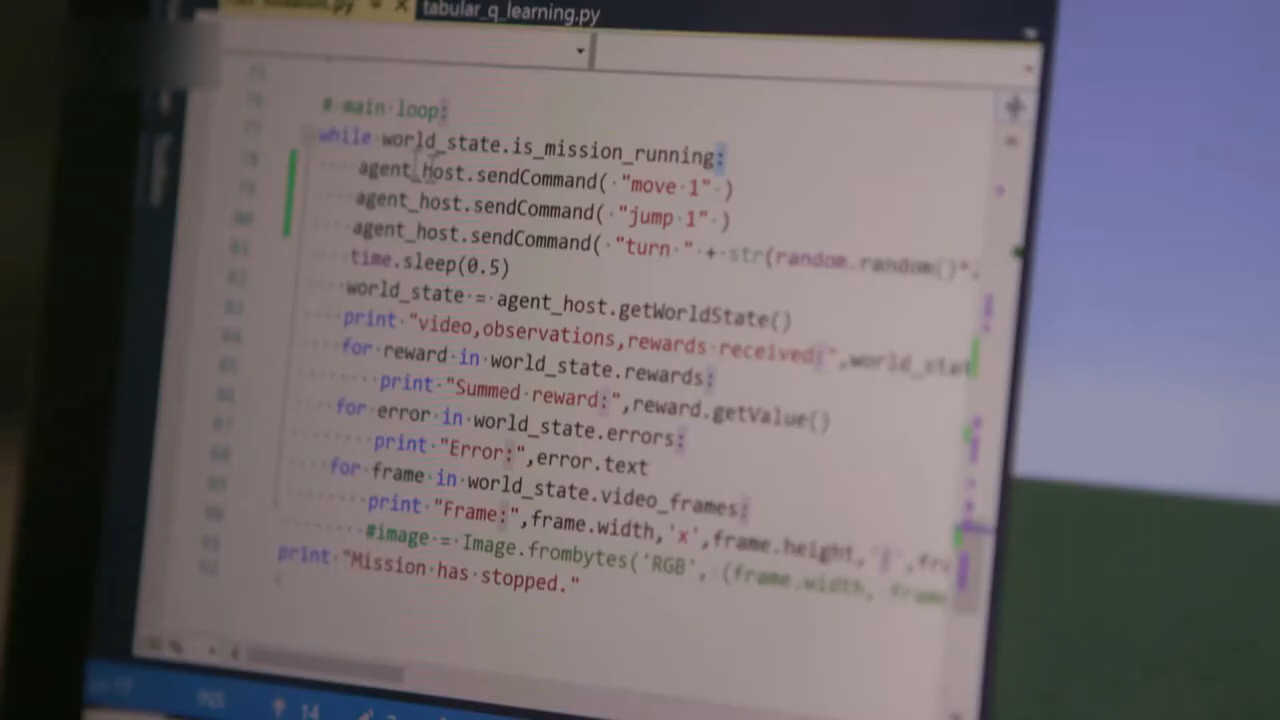 tabular_q_learning.py
# main loop:
while world_state.is_mission_running:
agent_host.sendCommand( "move 1" )
agent_host.sendCommand( "jump 1" )
agent_host.sendCommand( "turn " + str(random.random()*
time.sleep(0.5)
world_state = agent_host.getWorldState()
print "video,observations,rewards received:",world_stat
for reward in world_state.rewards:
print "Summed reward:",reward.getValue()
for error in world_state.errors:
print "Error:",error.text
for frame in world_state.video_frames:
print "Frame:",frame.width,'x',frame.height,
#image = Image.frombytes('RGB', (frame.width, frame
print "Mission has stopped."
14